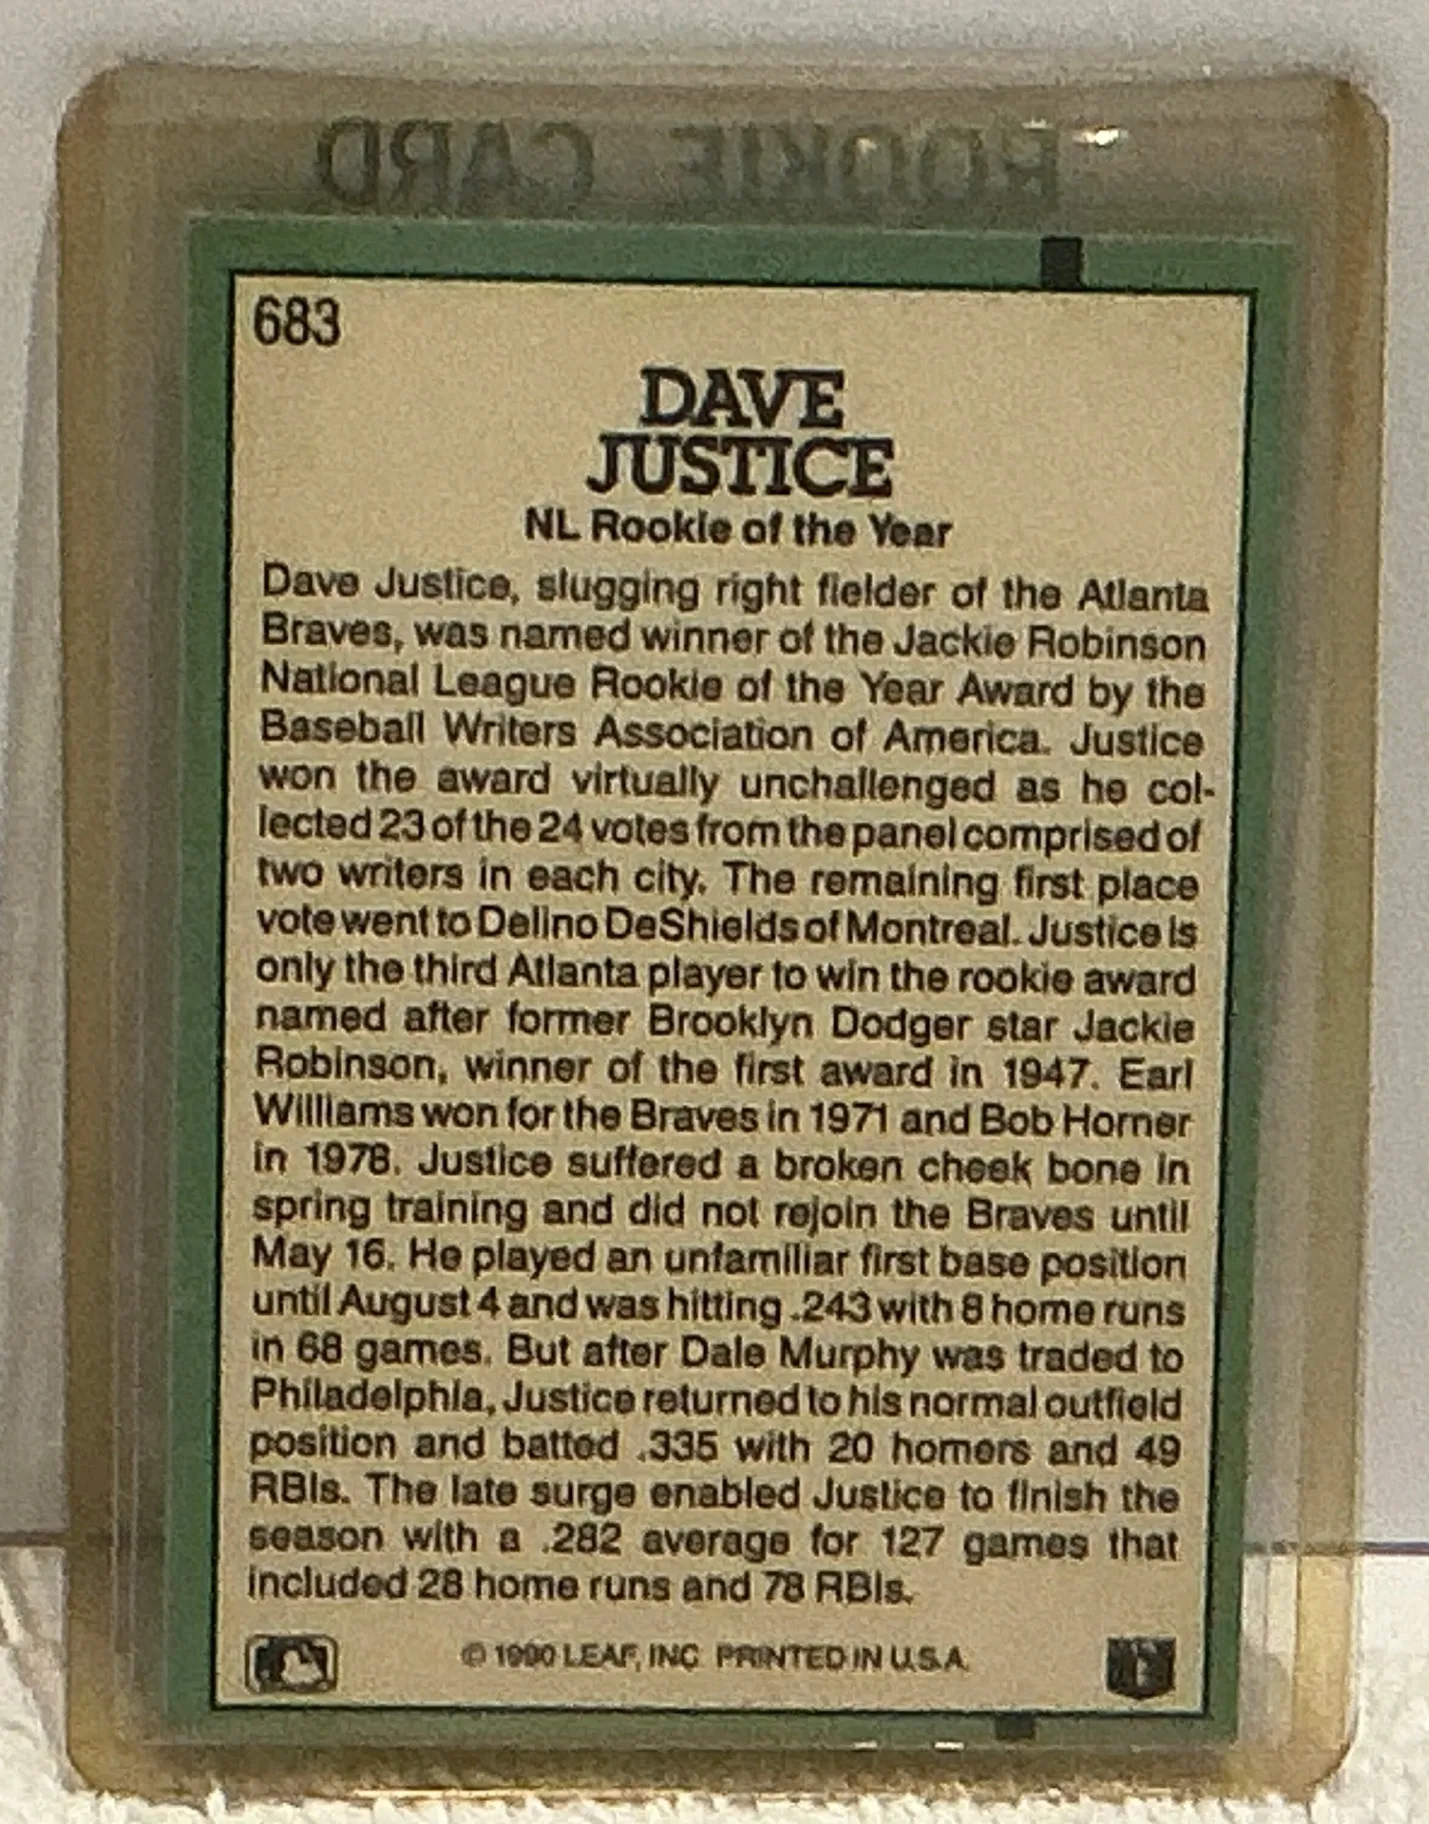 ROOKIE CARD
683
DAVE
JUSTICE
NL Rookie of the Year
Dave Justice, slugging right fielder of the Atlanta
Braves, was named winner of the Jackie Robinson
National League Rookie of the Year Award by the
Baseball Writers Association of America. Justice
won the award virtually unchallenged as he col-
lected 23 of the 24 votes from the panel comprised of
two writers in each city. The remaining first place
vote went to Delino DeShields of Montreal. Justice is
only the third Atlanta player to win the rookie award
named after former Brooklyn Dodger star Jackie
Robinson, winner of the first award in 1947. Earl
Williams won for the Braves in 1971 and Bob Horner
in 1978. Justice suffered a broken cheek bone in
spring training and did not rejoin the Braves until
May 16. He played an unfamiliar first base position
until August 4 and was hitting .243 with 8 home runs
in 68 games. But after Dale Murphy was traded to
Philadelphia, Justice returned to his normal outfield
position and batted .335 with 20 homers and 49
RBIs. The late surge enabled Justice to finish the
season with a .282 average for 127 games that
included 28 home runs and 78 RBIs.
© 1990 LEAF, INC. PRINTED IN U.S.A.